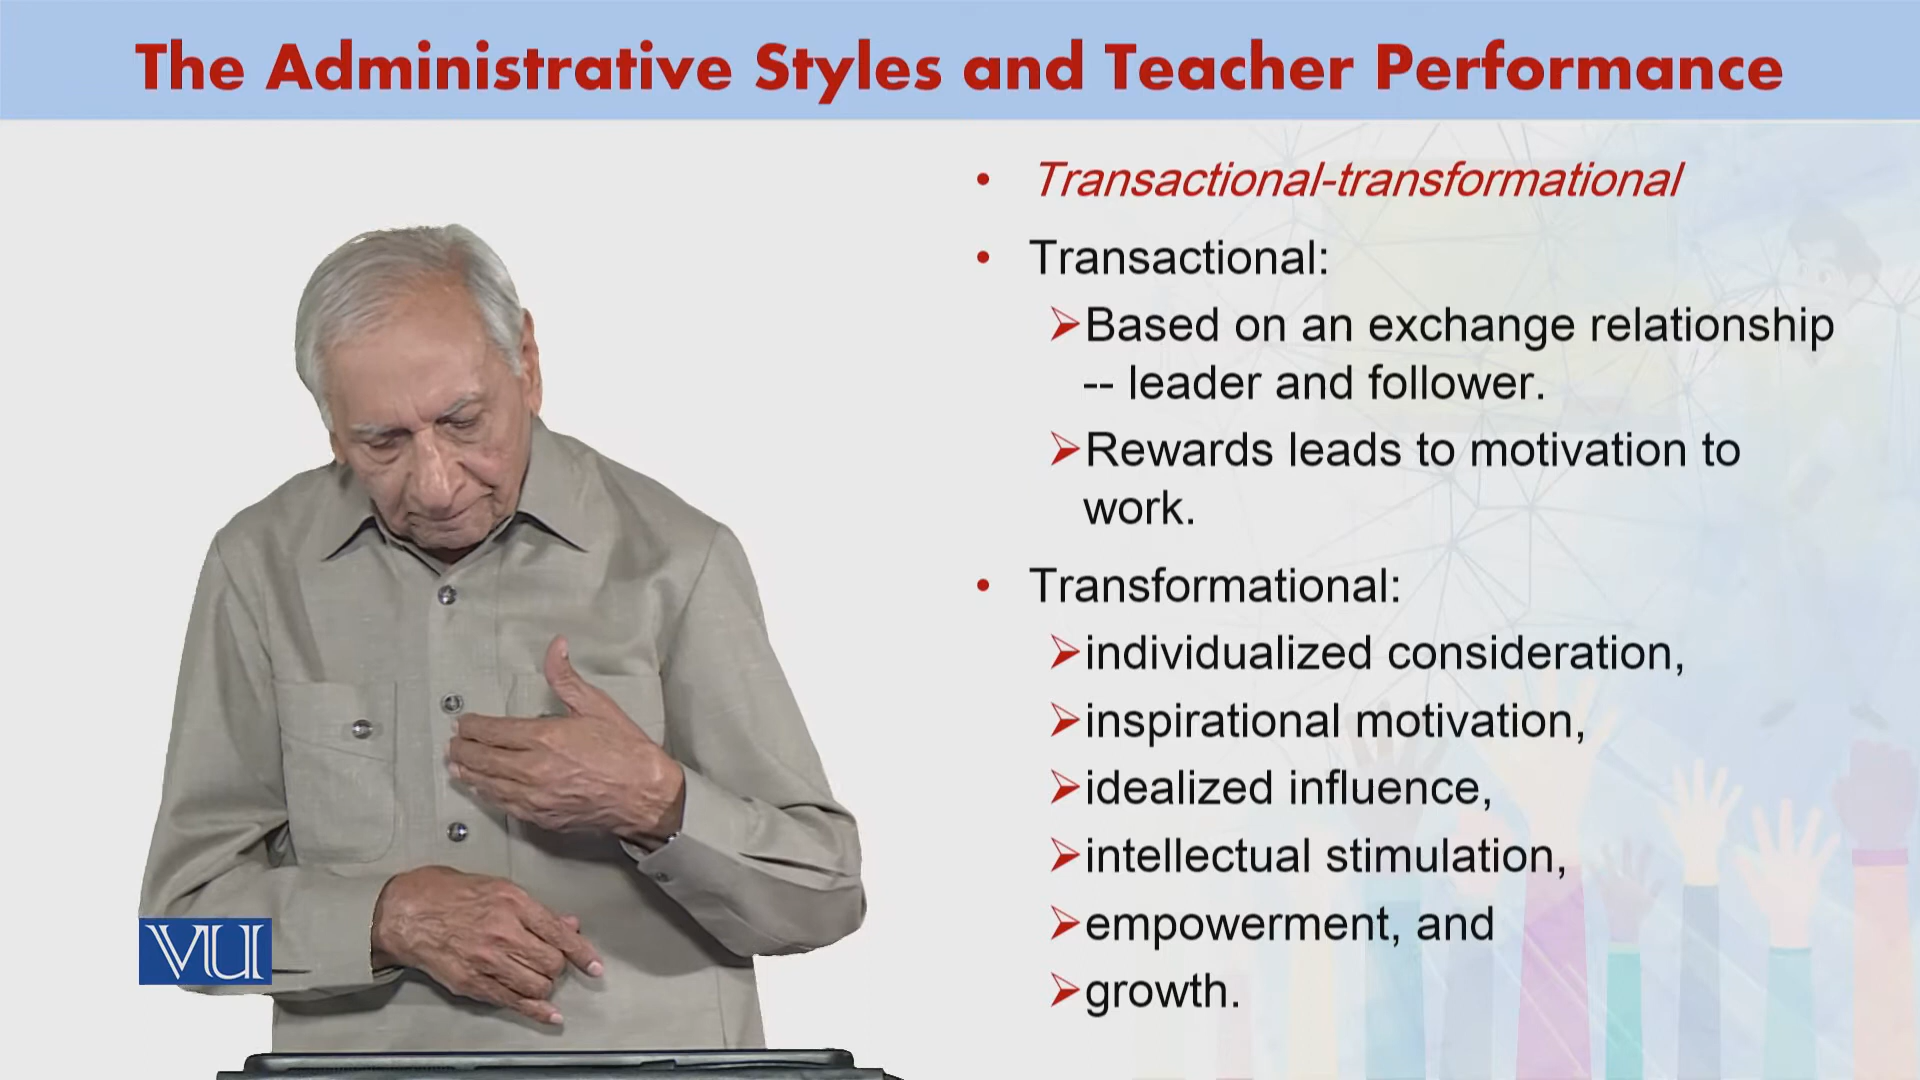 The Administrative Styles and Teacher Performance
• Transactional-transformational
• Transactional:
➢Based on an exchange relationship
-- leader and follower.
➢Rewards leads to motivation to
work.
• Transformational:
➢individualized consideration,
➢inspirational motivation,
➢idealized influence,
➢intellectual stimulation,
➢empowerment, and
➢growth.
VU